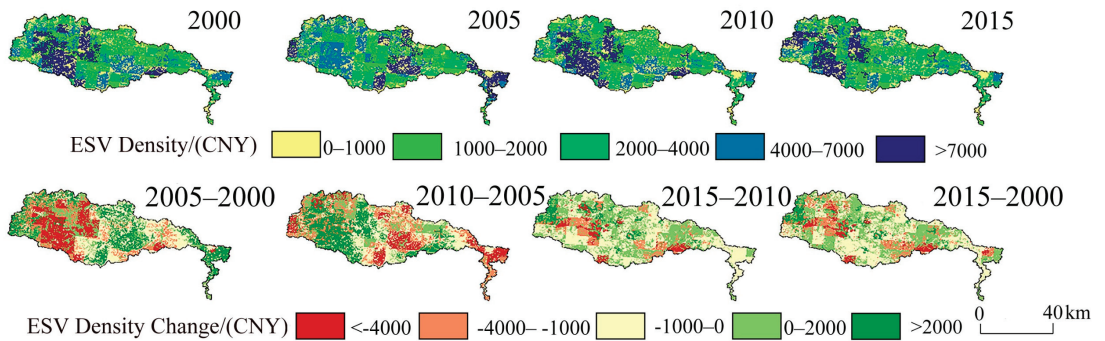 2000 2005 2010 2015
ESV Density/(CNY) 0–1000 1000–2000 2000–4000 4000–7000 >7000
2005–2000 2010–2005 2015–2010 2015–2000
ESV Density Change/(CNY) <-4000 -4000– -1000 -1000–0 0–2000 >2000 0 40 km